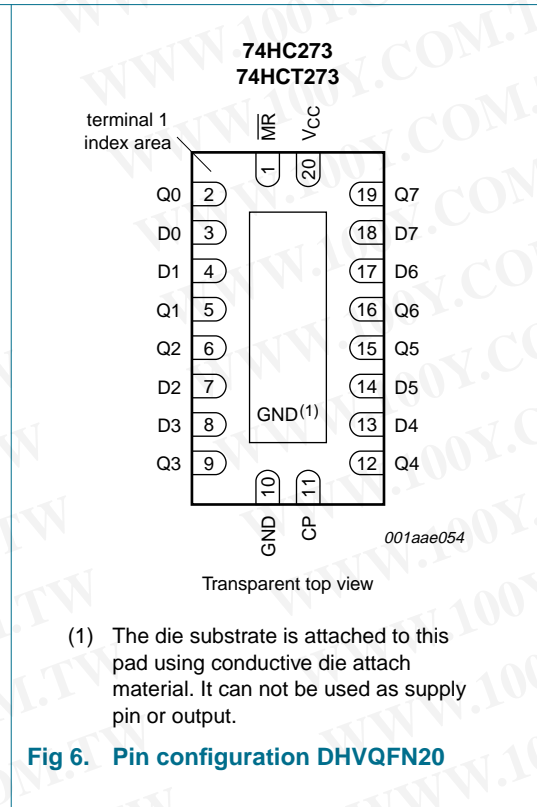 74HC273
74HCT273
terminal 1
index area
MR
VCC
1
20
Q0 2
19 Q7
D0 3
18 D7
D1 4
17 D6
Q1 5
16 Q6
Q2 6
15 Q5
D2 7
14 D5
D3 8
GND(1)
13 D4
Q3 9
12 Q4
10
11
GND
CP
001aae054
Transparent top view
(1) The die substrate is attached to this
pad using conductive die attach
material. It can not be used as supply
pin or output.
Fig 6. Pin configuration DHVQFN20
WWW.100Y.COM.TW